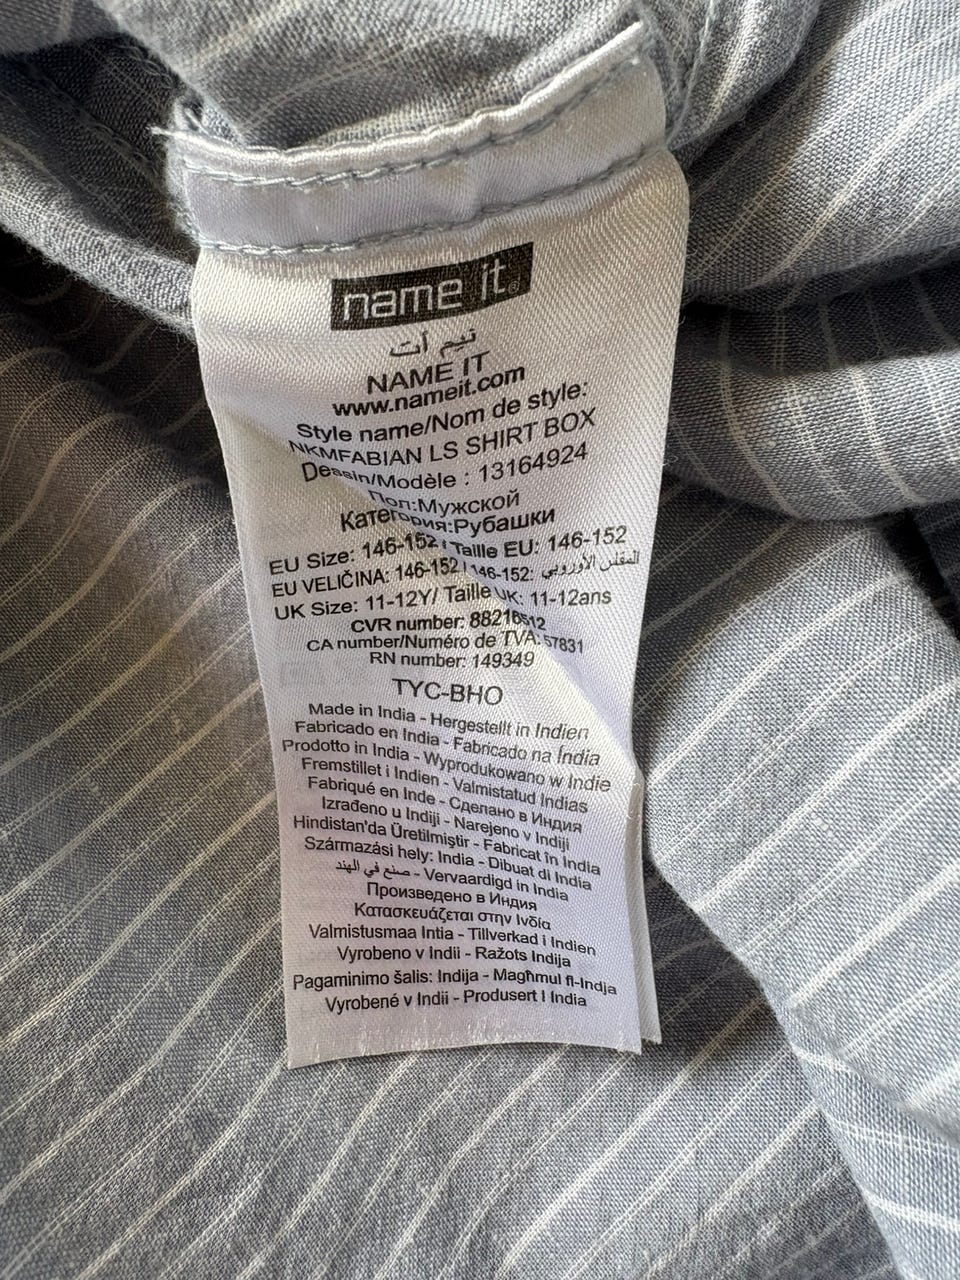 name it®
نيم أت
NAME IT
www.nameit.com
Style name/Nom de style:
NKMFABIAN LS SHIRT BOX
Dessin/Modèle : 13164924
Пол:Мужской
Категория:Рубашки
EU Size: 146-152 / Taille EU: 146-152
EU VELIČINA: 146-152 / 146-152: المقاس الأوروبي
UK Size: 11-12Y/ Taille UK: 11-12ans
CVR number: 88216512
CA number/Numéro de TVA: 57831
RN number: 149349
TYC-BHO
Made in India - Hergestellt in Indien
Fabricado en India - Fabricado na Índia
Prodotto in India - Wyprodukowano w Indie
Fremstillet i Indien - Valmistatud Indias
Fabriqué en Inde - Сделано в Индия
Izrađeno u Indiji - Narejeno v Indiji
Hindistan'da Üretilmiştir - Fabricat în India
Származási hely: India - Dibuat di India
صنع في الهند - Vervaardigd in India
Произведено в Индия
Κατασκευάζεται στην Ινδία
Valmistusmaa Intia - Tillverkad i Indien
Vyrobeno v Indii - Ražots Indija
Pagaminimo šalis: Indija - Magħmul fl-Indja
Vyrobené v Indii - Produsert I India